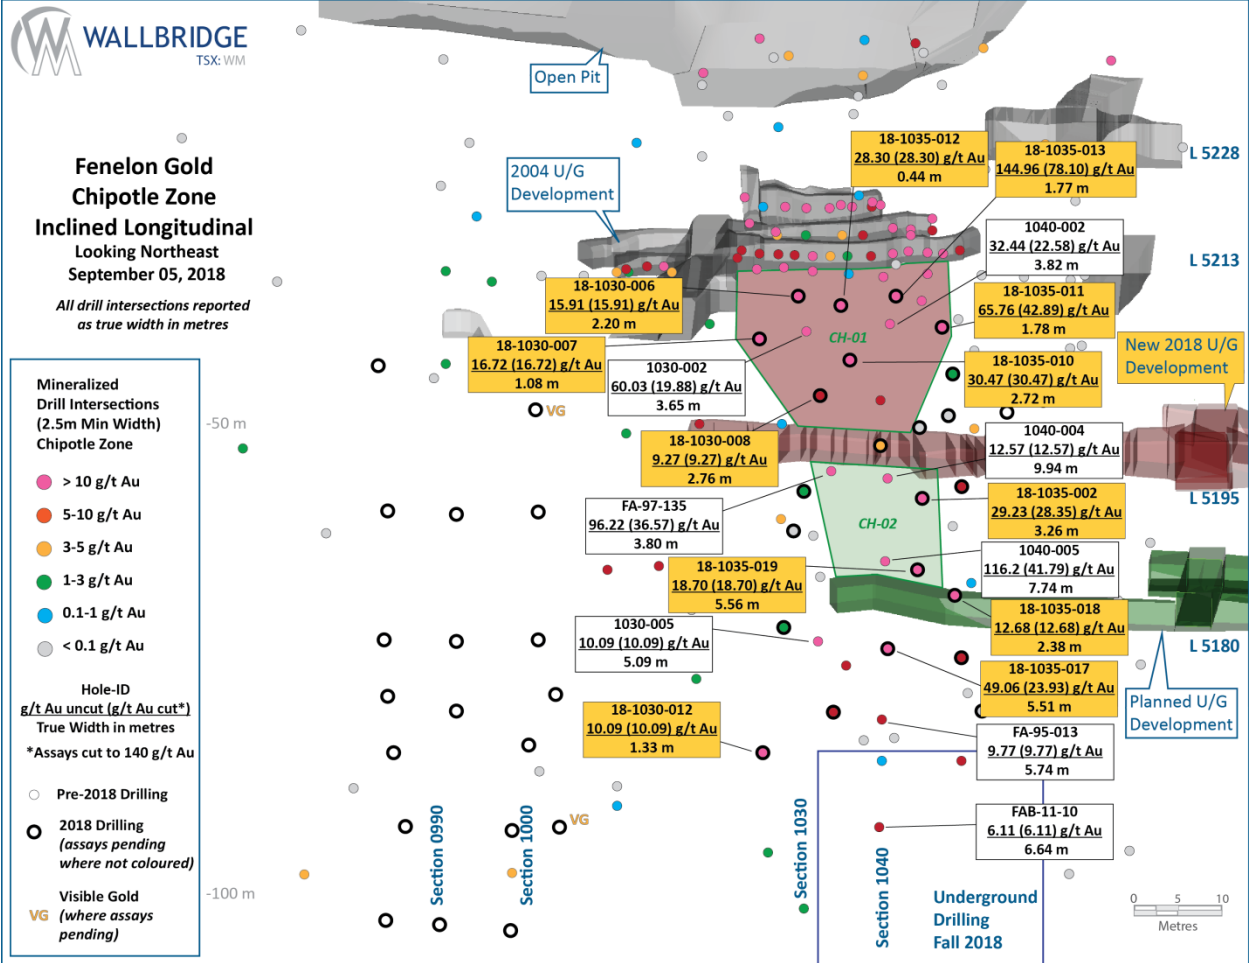 WALLBRIDGE
TSX: WM
Fenelon Gold
Chipotle Zone
Inclined Longitudinal
Looking Northeast
September 05, 2018
All drill intersections reported
as true width in metres
Mineralized
Drill Intersections
(2.5m Min Width)
Chipotle Zone
> 10 g/t Au
5-10 g/t Au
3-5 g/t Au
1-3 g/t Au
0.1-1 g/t Au
< 0.1 g/t Au
Hole-ID
g/t Au uncut (g/t Au cut*)
True Width in metres
*Assays cut to 140 g/t Au
Pre-2018 Drilling
2018 Drilling
(assays pending
where not coloured)
VG
Visible Gold
(where assays
pending)
Open Pit
2004 U/G
Development
18-1035-012
28.30 (28.30) g/t Au
0.44 m
18-1035-013
144.96 (78.10) g/t Au
1.77 m
L 5228
1040-002
32.44 (22.58) g/t Au
3.82 m
L 5213
18-1030-006
15.91 (15.91) g/t Au
2.20 m
18-1035-011
65.76 (42.89) g/t Au
1.78 m
18-1030-007
16.72 (16.72) g/t Au
1.08 m
CH-01
New 2018 U/G
Development
1030-002
60.03 (19.88) g/t Au
3.65 m
18-1035-010
30.47 (30.47) g/t Au
2.72 m
-50 m
VG
18-1030-008
9.27 (9.27) g/t Au
2.76 m
1040-004
12.57 (12.57) g/t Au
9.94 m
L 5195
FA-97-135
96.22 (36.57) g/t Au
3.80 m
CH-02
18-1035-002
29.23 (28.35) g/t Au
3.26 m
18-1035-019
18.70 (18.70) g/t Au
5.56 m
1040-005
116.2 (41.79) g/t Au
7.74 m
1030-005
10.09 (10.09) g/t Au
5.09 m
18-1035-018
12.68 (12.68) g/t Au
2.38 m
L 5180
18-1035-017
49.06 (23.93) g/t Au
5.51 m
Planned U/G
Development
18-1030-012
10.09 (10.09) g/t Au
1.33 m
FA-95-013
9.77 (9.77) g/t Au
5.74 m
VG
FAB-11-10
6.11 (6.11) g/t Au
6.64 m
-100 m
Section 0990
Section 1000
Section 1030
Section 1040
Underground
Drilling
Fall 2018
0 5 10
Metres